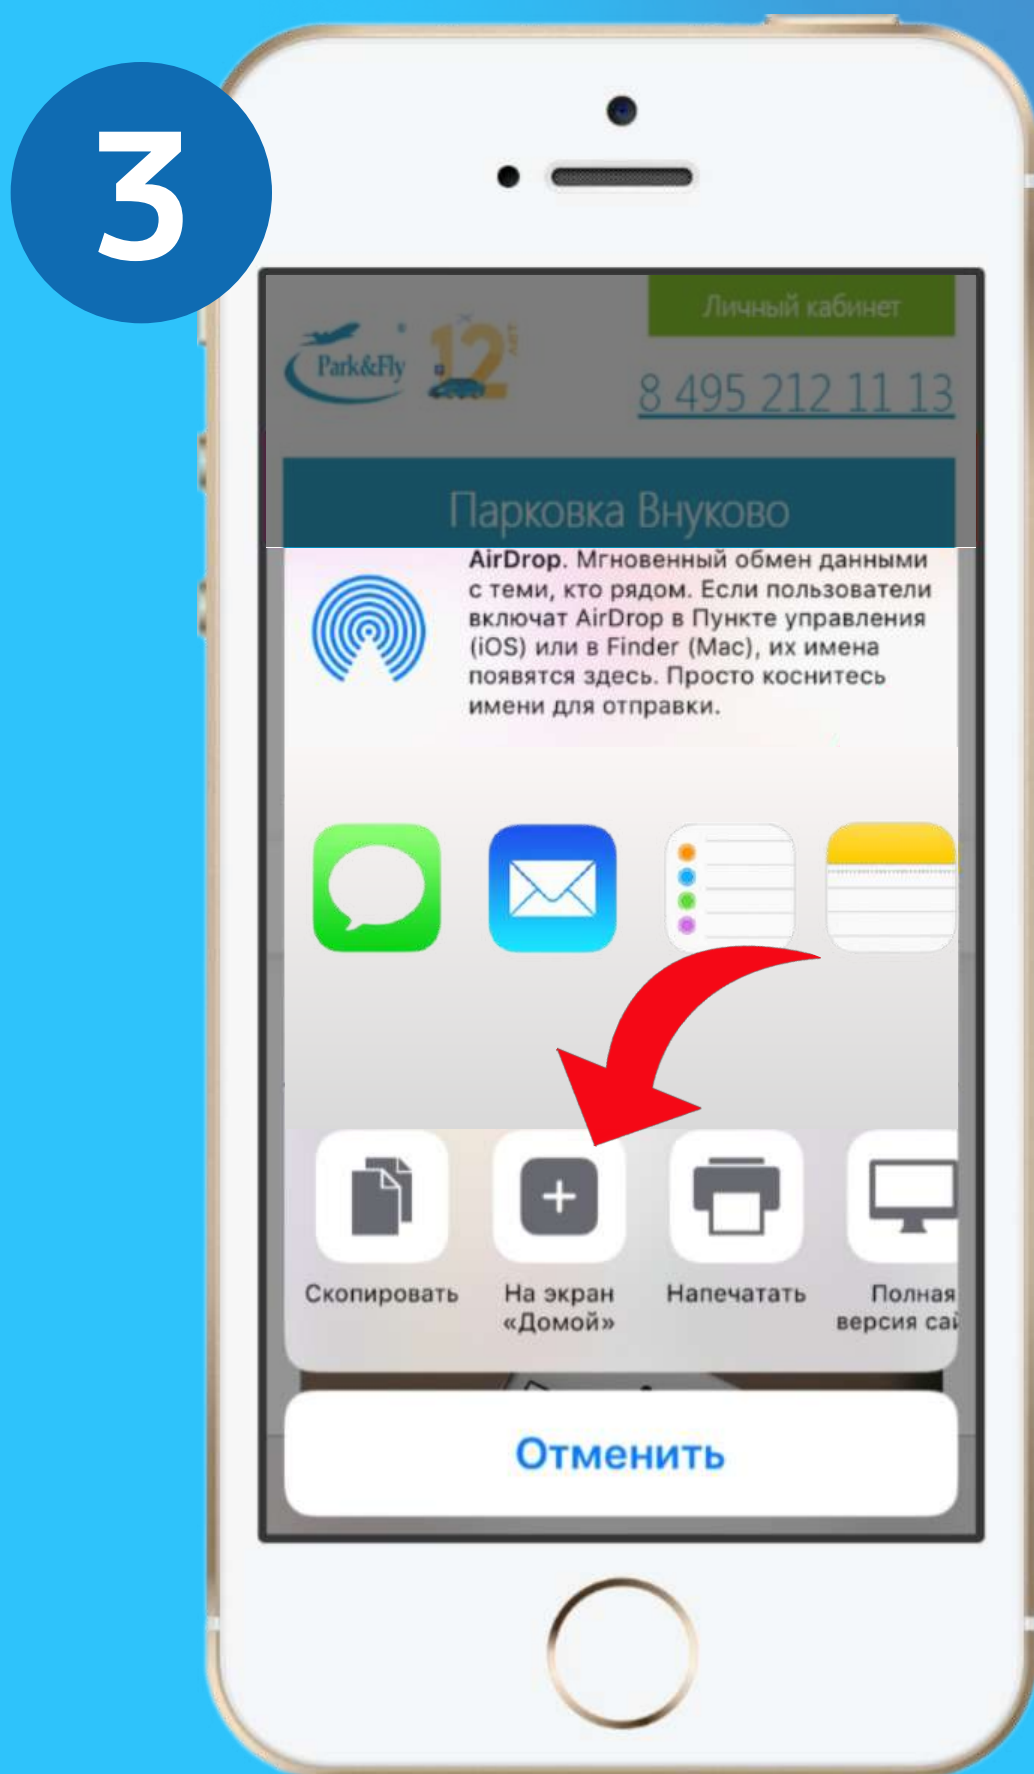 3
Личный кабинет
Park&Fly
®
12
ЛЕТ
8 495 212 11 13
Парковка Внуково
AirDrop. Мгновенный обмен данными
с теми, кто рядом. Если пользователи
включат AirDrop в Пункте управления
(iOS) или в Finder (Mac), их имена
появятся здесь. Просто коснитесь
имени для отправки.
Скопировать
На экран
«Домой»
Напечатать
Полная
версия сай
Отменить